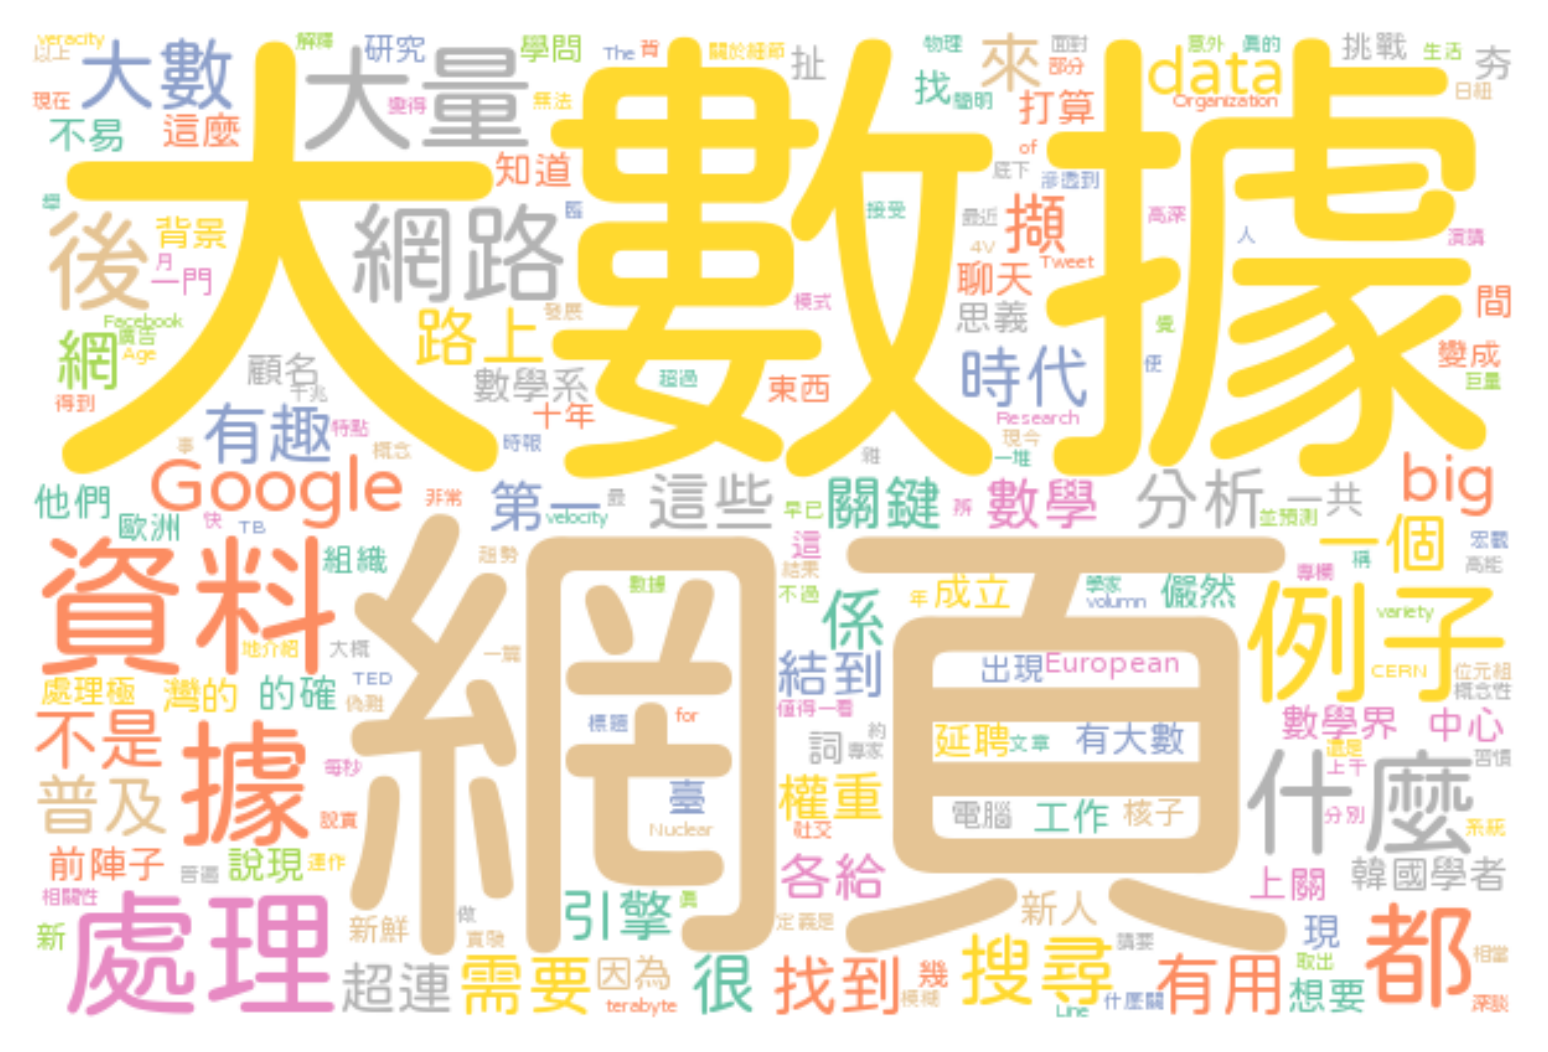 veracity
以上
大數
解釋
研究
學問
The
背
關於細節
扯
物理
來
面對
部分
data
意外
真的
挑戰
生活
夯
現在
大量
變得
無法
找
簡明
打算
Organization
日經
不易
這麼
知道
of
底下
滲透到
大數據
後
背景
月
一門
網路
接受
最近
擷
高深
人
演講
4V
聊天
Tweet
模式
間
Facebook
廣告
Age
網
路上
發展
思義
便
變成
巨量
顧名
千兆
數學系
超過
東西
時代
得到
有趣
特點
十年
Research
事
概念
時報
現今
一堆
Google
big
他們
非常
第一
最
這些
早已
關鍵
數學
分析
一共
並預測
歐洲
快
TB
velocity
資料
組織
趨勢
數據
這
結果
不過
一個
宏觀
高能
專欄
稱
網頁
年
成立
學家
volumn
儼然
例子
variety
係
地介紹
大概
一篇
結到
出現
European
CERN
位元組
概念性
處理極
灣的
的確
TED
值得一看
數學界
中心
不是
據
標題
for
詞
約
專家
延聘
文章
有大數
還是
習慣
什麼
上千
分別
系統
普及
每秒
說實
臺
Nuclear
權重
社交
電腦
工作
核子
前陣子
普遍
說現
運作
各給
上關
韓國學者
相關性
處理
新
新鮮
做
實驗
引擎
真
定義是
新人
請要
現
取出
都
相當
超連
需要
因為
terabyte
很
找到
幾
模糊
搜尋
Line
有用
想要
深談